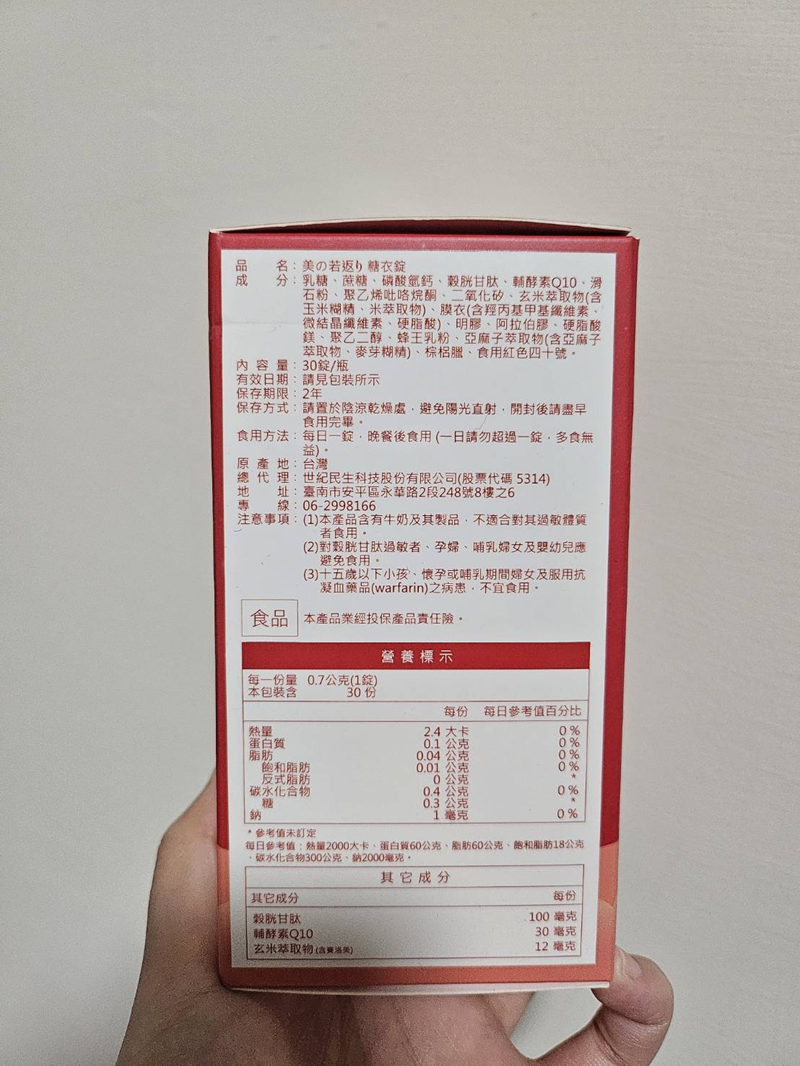 品名：美の若返り 糖衣錠
成分：乳糖、蔗糖、磷酸氫鈣、穀胱甘肽、輔酵素Q10、滑
石粉、聚乙烯吡咯烷酮、二氧化矽、玄米萃取物(含
玉米糊精、米萃取物)、膜衣(含羥丙基甲基纖維素、
微結晶纖維素、硬脂酸)、明膠、阿拉伯膠、硬脂酸
鎂、聚乙二醇、蜂王乳粉、亞麻子萃取物(含亞麻子
萃取物、麥芽糊精)、棕梠臘、食用紅色四十號。
內容量：30錠/瓶
有效日期：請見包裝所示
保存期限：2年
保存方式：請置於陰涼乾燥處，避免陽光直射，開封後請盡早
食用完畢。
食用方法：每日一錠，晚餐後食用 (一日請勿超過一錠，多食無
益)。
原產地：台灣
總代理：世紀民生科技股份有限公司(股票代碼 5314)
地址：臺南市安平區永華路2段248號8樓之6
專線：06-2998166
注意事項：(1)本產品含有牛奶及其製品，不適合對其過敏體質
者食用。
(2)對穀胱甘肽過敏者、孕婦、哺乳婦女及嬰幼兒應
避免食用。
(3)十五歲以下小孩、懷孕或哺乳期間婦女及服用抗
凝血藥品(warfarin)之病患，不宜食用。
食品 本產品業經投保產品責任險。
營養標示
每一份量 0.7公克(1錠)
本包裝含 30 份
每份 每日參考值百分比
熱量 2.4 大卡 0%
蛋白質 0.1 公克 0%
脂肪 0.04 公克 0%
飽和脂肪 0.01 公克 0%
反式脂肪 0 公克 *
碳水化合物 0.4 公克 0%
糖 0.3 公克 *
鈉 1 毫克 0%
* 參考值未訂定
每日參考值：熱量2000大卡、蛋白質60公克、脂肪60公克、飽和脂肪18公克
、碳水化合物300公克、鈉2000毫克。
其它成分
其它成分 每份
穀胱甘肽 100 毫克
輔酵素Q10 30 毫克
玄米萃取物(含賽洛美) 12 毫克